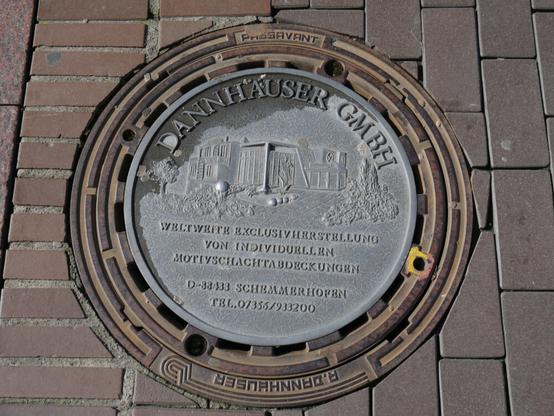 PASSAVANT
DANNHÄUSER GMBH
WELTWEITE EXCLUSIVHERSTELLUNG
VON INDIVIDUELLEN
MOTIVSCHACHTABDECKUNGEN
D-88433 SCHEMMERHOFEN
TEL.07356/933200
A.DANNHÄUSER